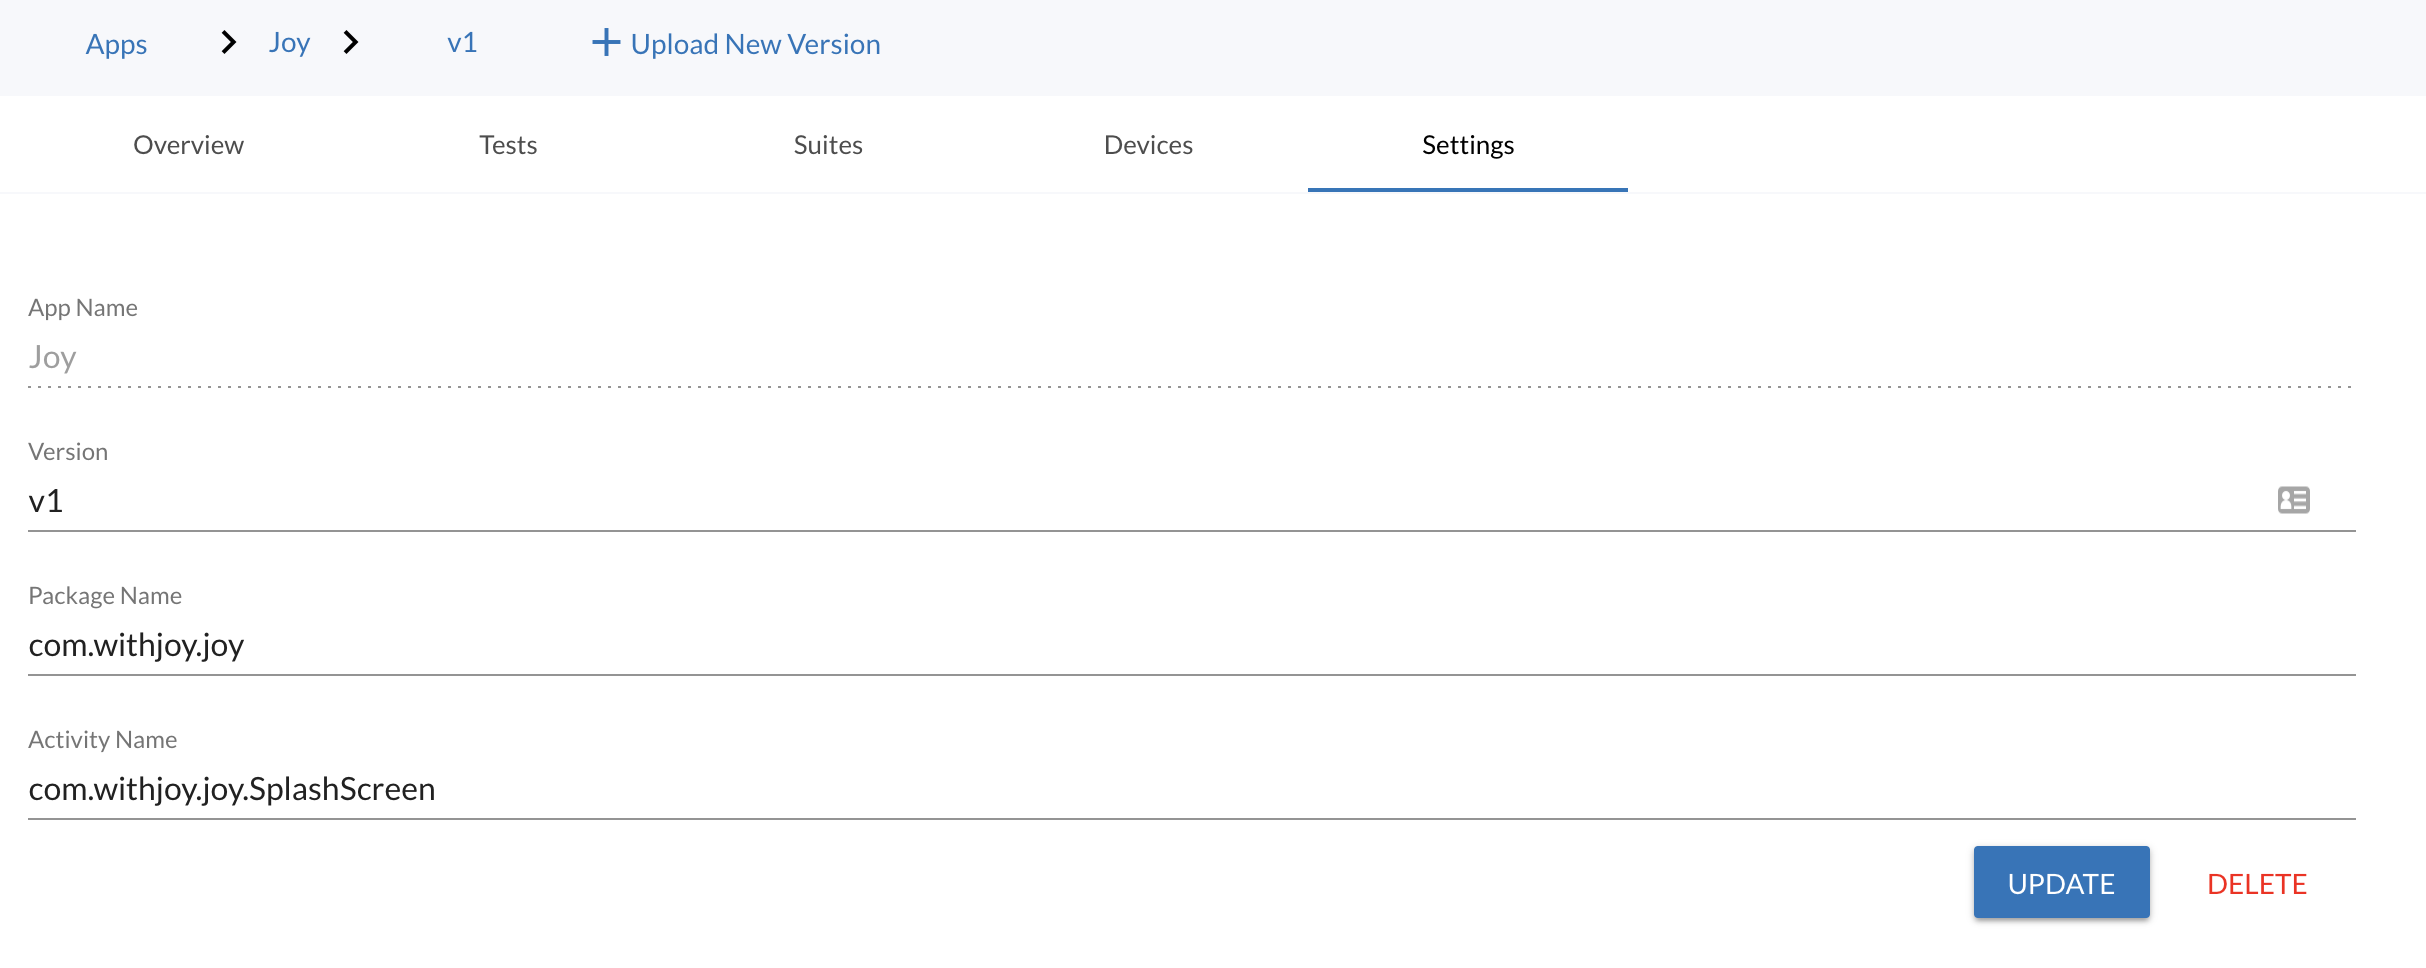 Apps Joy v1 Upload New Version
Overview Tests Suites Devices Settings
App Name
Joy
Version
v1
Package Name
com.withjoy.joy
Activity Name
com.withjoy.joy.SplashScreen
UPDATE DELETE